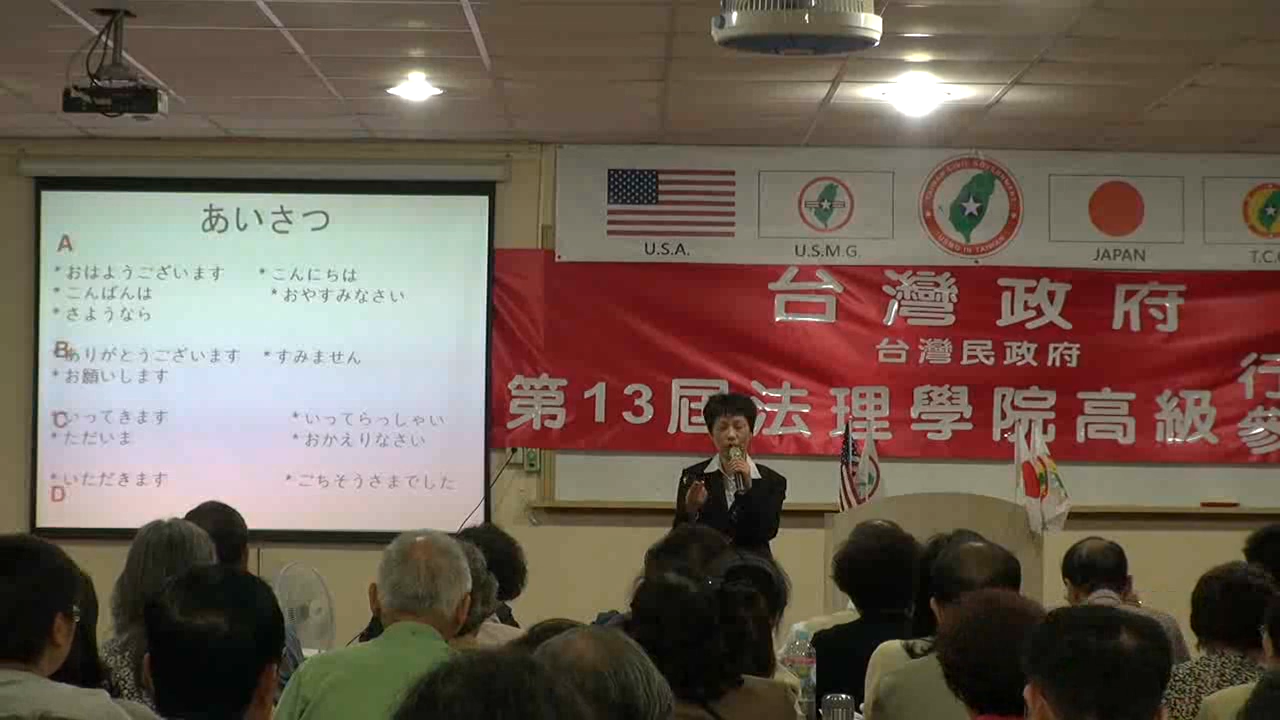 あいさつ
A
*おはようございます *こんにちは
*こんばんは *おやすみなさい
*さようなら
B
ありがとうございます *すみません
*お願いします
C
*いってきます *いってらっしゃい
*ただいま *おかえりなさい
*いただきます *ごちそうさまでした
D
U.S.A.
U.S.M.G.
JAPAN
T.C.
台灣政府
台灣民政府
第13屆法理學院高級
行
參